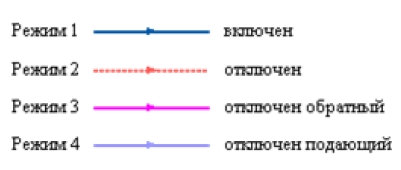 Режим 1 включен
Режим 2 отключен
Режим 3 отключен обратный
Режим 4 отключен подающий